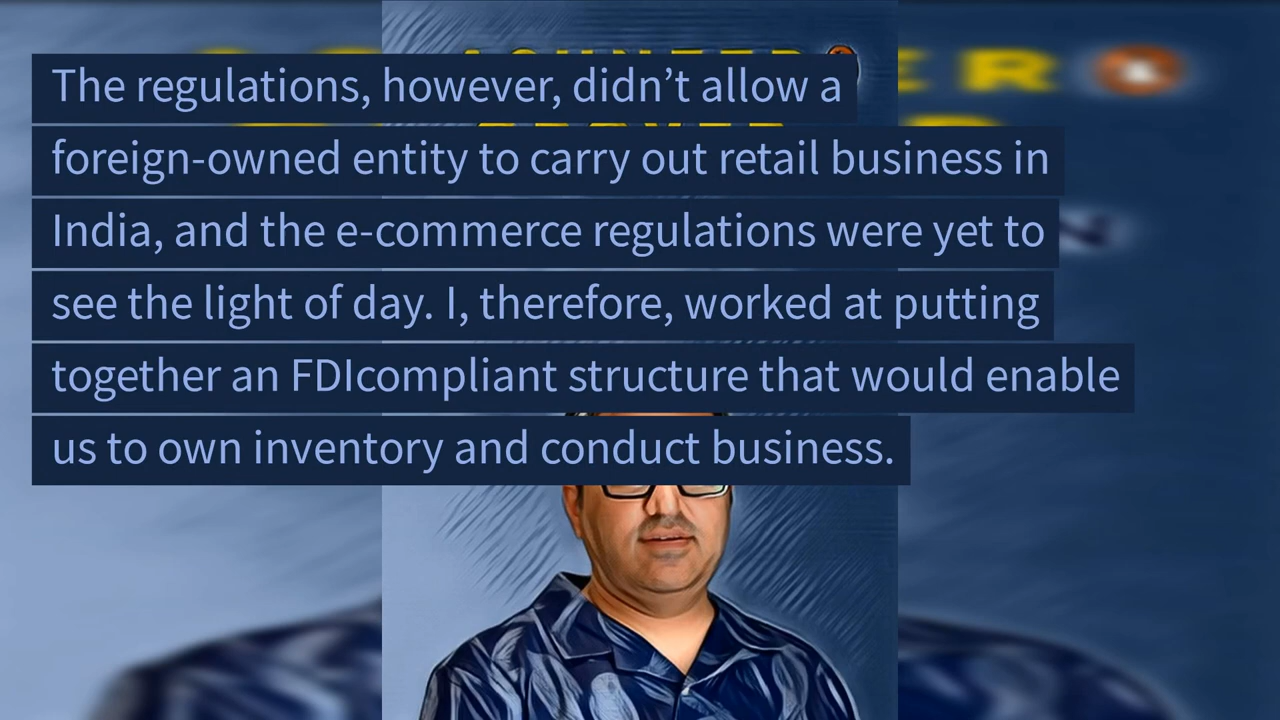 The regulations, however, didn’t allow a
foreign-owned entity to carry out retail business in
India, and the e-commerce regulations were yet to
see the light of day. I, therefore, worked at putting
together an FDIcompliant structure that would enable
us to own inventory and conduct business.